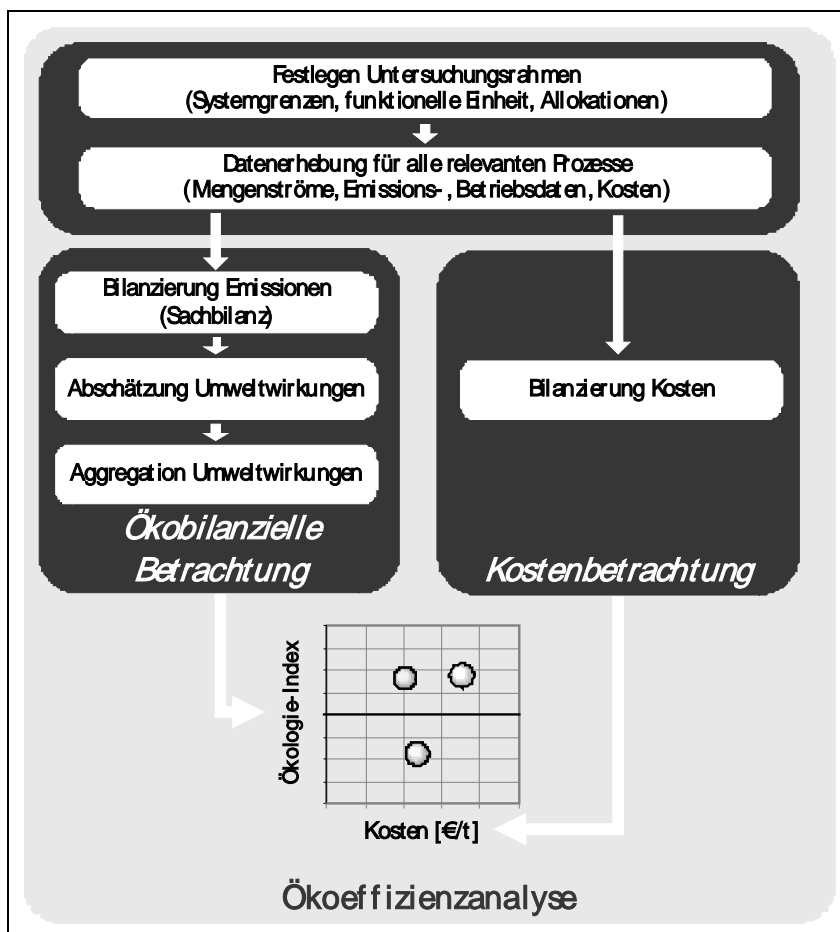 Festlegen Untersuchungsrahmen
(Systemgrenzen, funktionelle Einheit, Allokationen)
Datenerhebung für alle relevanten Prozesse
(Mengenströme, Emissions-, Betriebsdaten, Kosten)
Bilanzierung Emissionen
(Sachbilanz)
Abschätzung Umweltwirkungen
Aggregation Umweltwirkungen
Ökobilanzielle
Betrachtung
Bilanzierung Kosten
Kostenbetrachtung
Ökologie-Index
Kosten [€/t]
Ökoeffizienzanalyse